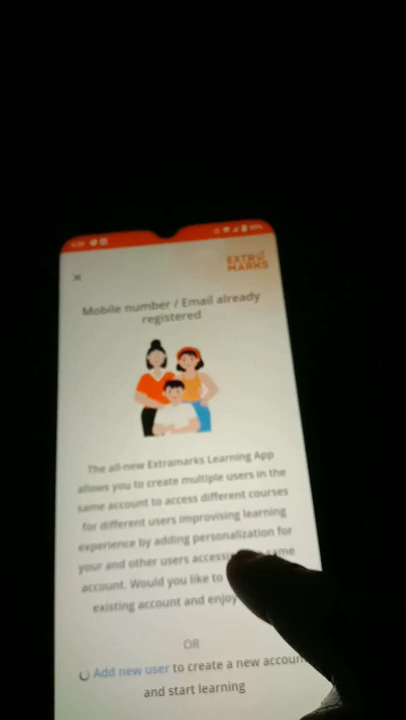 EXTRA
MARKS
Mobile number / Email already
registered
The all-new Extramarks Learning App
allows you to create multiple users in the
same account to access different courses
for different users improvising learning
experience by adding personalization for
your and other users same
account. Would you like to
existing account and enjoy
OR
Add new user to create a new
and start learning